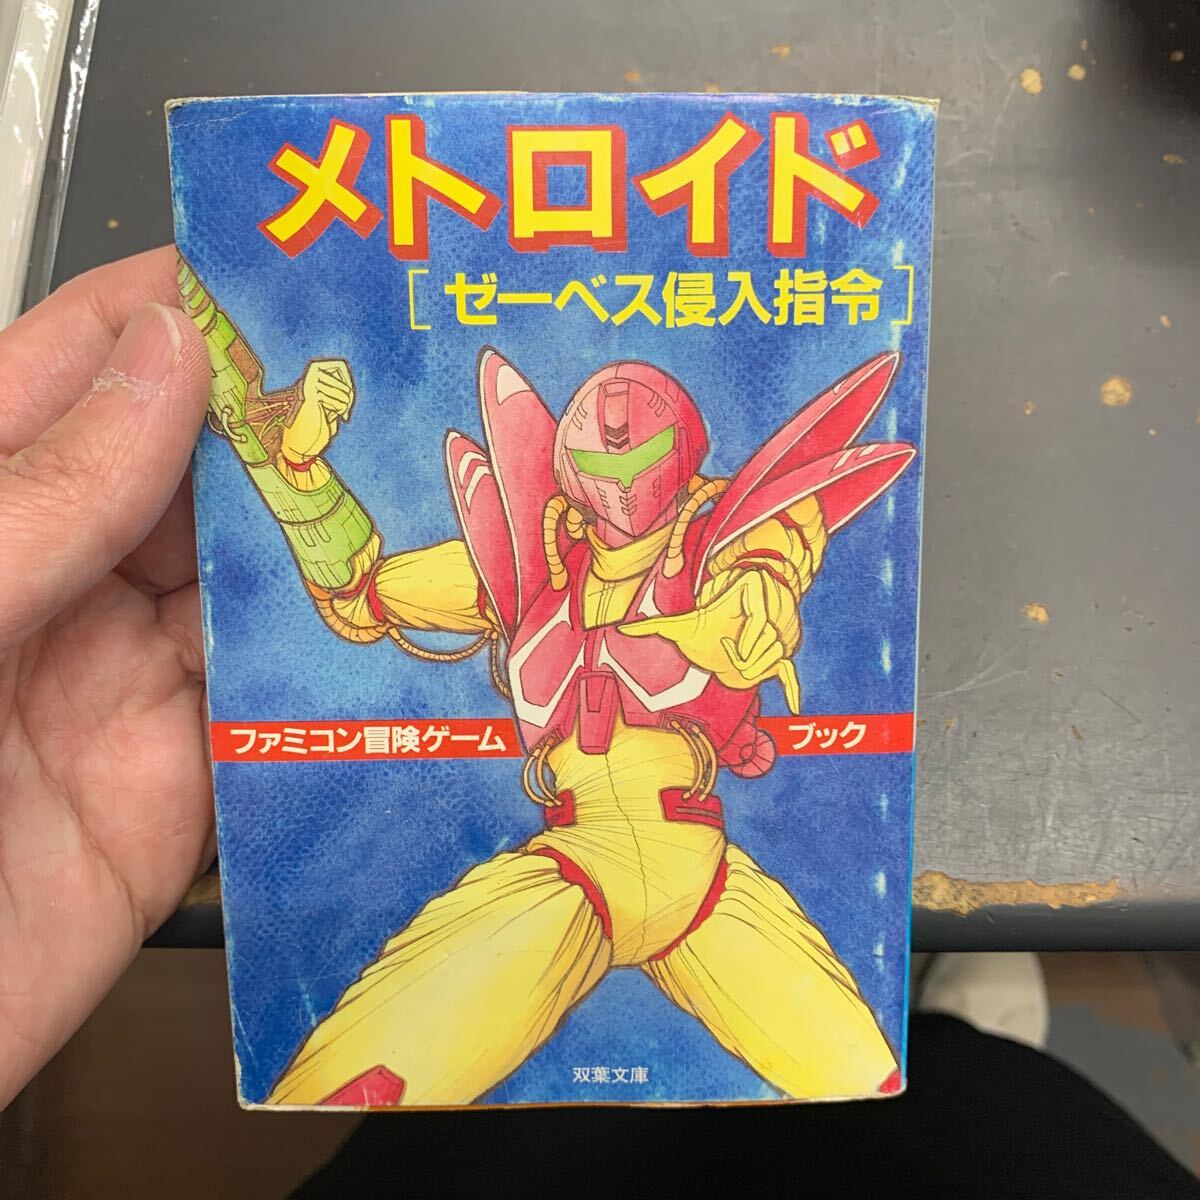 メトロイド
[ゼーベス侵入指令]
ファミコン冒険ゲームブック
双葉文庫